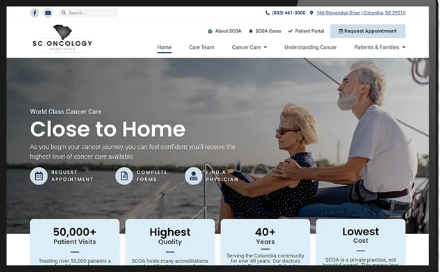 Search...
(803) 461-3000
166 Stoneridge Drive | Columbia, SC 29210
About SCOA
SCOA Cares
Patient Portal
Request Appointment
SC ONCOLOGY
ASSOCIATES
Home
Care Team
Cancer Care
Understanding Cancer
Patients & Families
World Class Cancer Care
Close to Home
As you begin your cancer journey, you can feel confident you'll receive the
highest level of cancer care available.
REQUEST
APPOINTMENT
COMPLETE
FORMS
FIND A
PHYSICIAN
50,000+
Patient Visits
Treating over 50,000 patients a
Highest
Quality
SCOA holds many accreditations
40+
Years
Serving the Columbia community
for over 40 years. Our doctors
Lowest
Cost
SCOA is a private practice, not